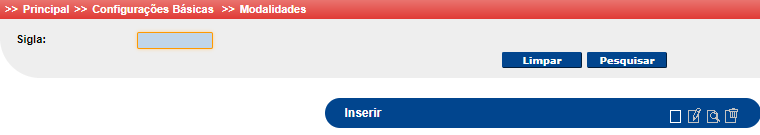 >> Principal >> Configurações Básicas >> Modalidades
Sigla:
Limpar Pesquisar
Inserir